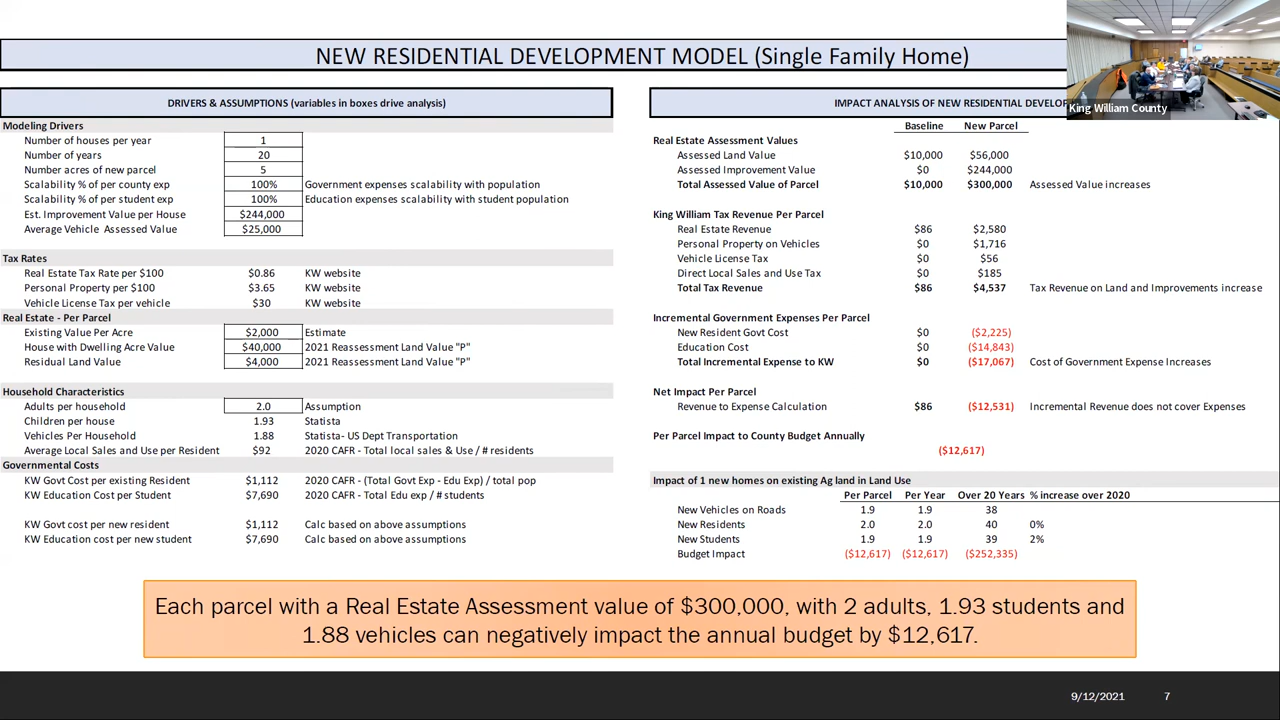 NEW RESIDENTIAL DEVELOPMENT MODEL (Single Family Home)
King William County
DRIVERS & ASSUMPTIONS (variables in boxes drive analysis)
Modeling Drivers
Number of houses per year 1
Number of years 20
Number acres of new parcel 5
Scalability % of per county exp 100% Government expenses scalability with population
Scalability % of per student exp 100% Education expenses scalability with student population
Est. Improvement Value per House $244,000
Average Vehicle Assessed Value $25,000
Tax Rates
Real Estate Tax Rate per $100 $0.86 KW website
Personal Property per $100 $3.65 KW website
Vehicle License Tax per vehicle $30 KW website
Real Estate - Per Parcel
Existing Value Per Acre $2,000 Estimate
House with Dwelling Acre Value $40,000 2021 Reassessment Land Value "P"
Residual Land Value $4,000 2021 Reassessment Land Value "P"
Household Characteristics
Adults per household 2.0 Assumption
Children per house 1.93 Statista
Vehicles Per Household 1.88 Statista- US Dept Transportation
Average Local Sales and Use per Resident $92 2020 CAFR - Total local sales & Use / # residents
Governmental Costs
KW Govt Cost per existing Resident $1,112 2020 CAFR - (Total Govt Exp - Edu Exp) / total pop
KW Education Cost per Student $7,690 2020 CAFR - Total Edu exp / # students
KW Govt cost per new resident $1,112 Calc based on above assumptions
KW Education cost per new student $7,690 Calc based on above assumptions
IMPACT ANALYSIS OF NEW RESIDENTIAL DEVELOP
Baseline New Parcel
Real Estate Assessment Values
Assessed Land Value $10,000 $56,000
Assessed Improvement Value $0 $244,000
Total Assessed Value of Parcel $10,000 $300,000 Assessed Value increases
King William Tax Revenue Per Parcel
Real Estate Revenue $86 $2,580
Personal Property on Vehicles $0 $1,716
Vehicle License Tax $0 $56
Direct Local Sales and Use Tax $0 $185
Total Tax Revenue $86 $4,537 Tax Revenue on Land and Improvements increase
Incremental Government Expenses Per Parcel
New Resident Govt Cost $0 ($2,225)
Education Cost $0 ($14,843)
Total Incremental Expense to KW $0 ($17,067) Cost of Government Expense Increases
Net Impact Per Parcel
Revenue to Expense Calculation $86 ($12,531) Incremental Revenue does not cover Expenses
Per Parcel Impact to County Budget Annually
($12,617)
Impact of 1 new homes on existing Ag land in Land Use
Per Parcel Per Year Over 20 Years % increase over 2020
New Vehicles on Roads 1.9 1.9 38
New Residents 2.0 2.0 40 0%
New Students 1.9 1.9 39 2%
Budget Impact ($12,617) ($12,617) ($252,335)
Each parcel with a Real Estate Assessment value of $300,000, with 2 adults, 1.93 students and
1.88 vehicles can negatively impact the annual budget by $12,617.
9/12/2021 7